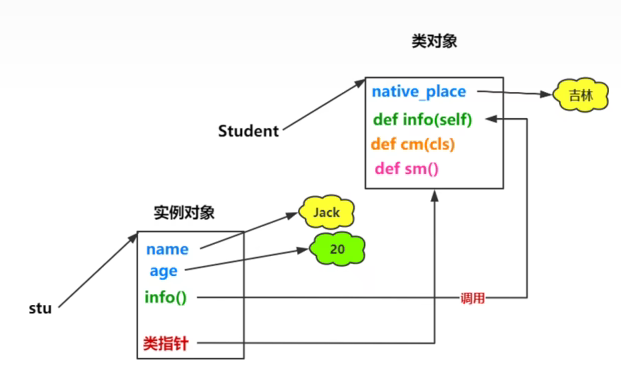 类对象
native_place
吉林
def info(self)
Student
def cm(cls)
def sm()
实例对象
Jack
name
20
age
info()
调用
stu
类指针